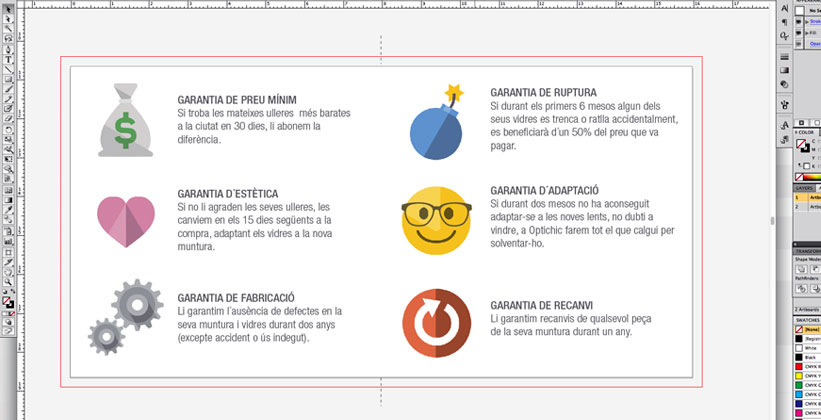 GARANTIA DE PREU MÍNIM
Si troba les mateixes ulleres més barates
a la ciutat en 30 dies, li abonem la
diferència.
GARANTIA D´ESTÈTICA
Si no li agraden les seves ulleres, les
canviem en els 15 dies següents a la
compra, adaptant els vidres a la nova
muntura.
GARANTIA DE FABRICACIÓ
Li garantim l´ausència de defectes en la
seva muntura i vidres durant dos anys
(excepte accident o ús indegut).
GARANTIA DE RUPTURA
Si durant els primers 6 mesos algun dels
seus vidres es trenca o ratlla accidentalment,
es beneficiarà d´un 50% del preu que va
pagar.
GARANTIA D´ADAPTACIÓ
Si durant dos mesos no ha aconseguit
adaptar-se a les noves lents, no dubti a
vindre, a Optichic farem tot el que calgui per
solventar-ho.
GARANTIA DE RECANVI
Li garantim recanvis de qualsevol peça
de la seva muntura durant un any.
COLOR
LAYERS
TRANSFORM
Shape Modes
Pathfinders
2 Artboards
SWATCHES
[None]
White
Black